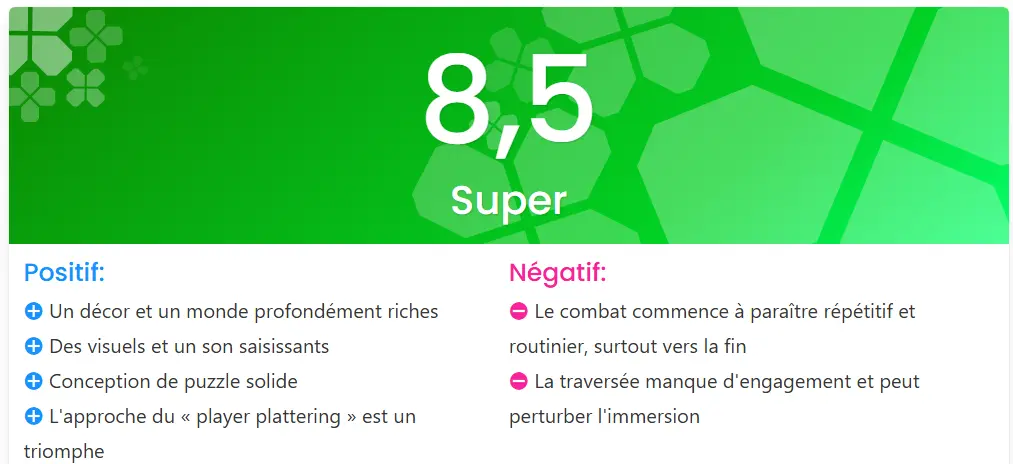 8,5
Super
Positif:
Un décor et un monde profondément riches
Des visuels et un son saisissants
Conception de puzzle solide
L'approche du « player plattering » est un
triomphe
Négatif:
Le combat commence à paraître répétitif et
routinier, surtout vers la fin
La traversée manque d'engagement et peut
perturber l'immersion